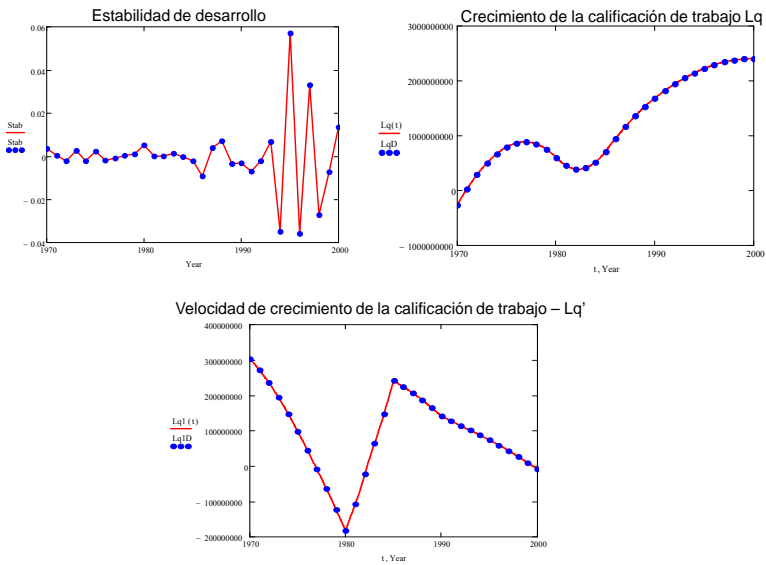 Estabilidad de desarrollo
0.06
0.04
0.02
0
− 0.02
− 0.04
Stab
Stab
1970
1980
1990
2000
Year
Crecimiento de la calificación de trabajo Lq
3000000000
2000000000
1000000000
0
− 1000000000
Lq(t)
LqD
1970
1980
1990
2000
t , Year
Velocidad de crecimiento de la calificación de trabajo – Lq’
400000000
300000000
200000000
100000000
0
− 100000000
− 200000000
Lq1 (t)
Lq1D
1970
1980
1990
2000
t , Year